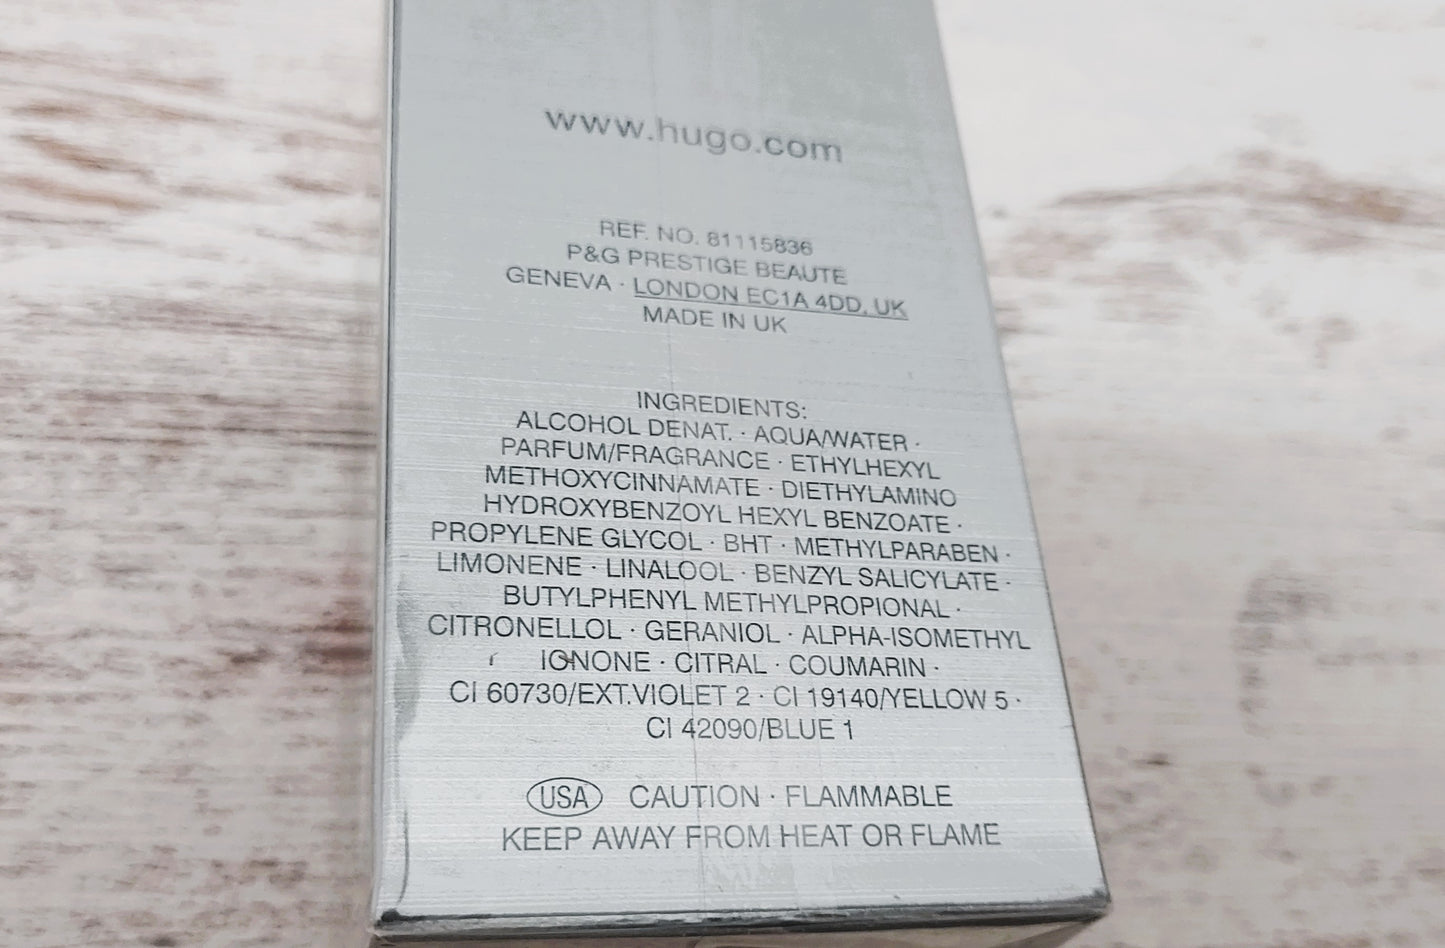 www.hugo.com
REF. NO. 81115836
P&G PRESTIGE BEAUTE
GENEVA · LONDON EC1A 4DD, UK
MADE IN UK
INGREDIENTS:
ALCOHOL DENAT. · AQUA/WATER ·
PARFUM/FRAGRANCE · ETHYLHEXYL
METHOXYCINNAMATE · DIETHYLAMINO
HYDROXYBENZOYL HEXYL BENZOATE ·
PROPYLENE GLYCOL · BHT · METHYLPARABEN ·
LIMONENE · LINALOOL · BENZYL SALICYLATE ·
BUTYLPHENYL METHYLPROPIONAL ·
CITRONELLOL · GERANIOL · ALPHA-ISOMETHYL
IONONE · CITRAL · COUMARIN ·
CI 60730/EXT.VIOLET 2 · CI 19140/YELLOW 5 ·
CI 42090/BLUE 1
USA CAUTION · FLAMMABLE
KEEP AWAY FROM HEAT OR FLAME